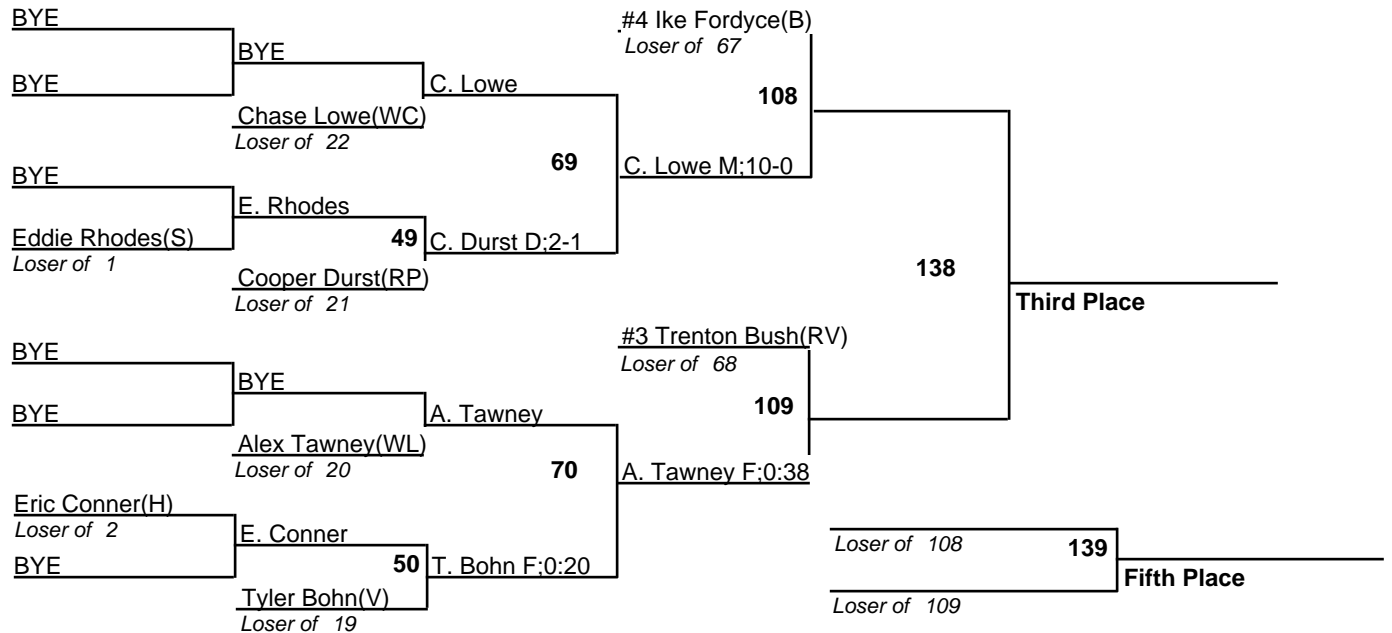 BYE
#4 Ike Fordyce(B)
Loser of 67
BYE
BYE
C. Lowe
108
Chase Lowe(WC)
Loser of 22
69
C. Lowe M;10-0
BYE
E. Rhodes
Eddie Rhodes(S)
Loser of 1
49
C. Durst D;2-1
Cooper Durst(RP)
Loser of 21
138
Third Place
#3 Trenton Bush(RV)
Loser of 68
BYE
BYE
BYE
A. Tawney
109
Alex Tawney(WL)
Loser of 20
70
A. Tawney F;0:38
Eric Conner(H)
Loser of 2
E. Conner
BYE
50
T. Bohn F;0:20
Tyler Bohn(V)
Loser of 19
Loser of 108
139
Fifth Place
Loser of 109